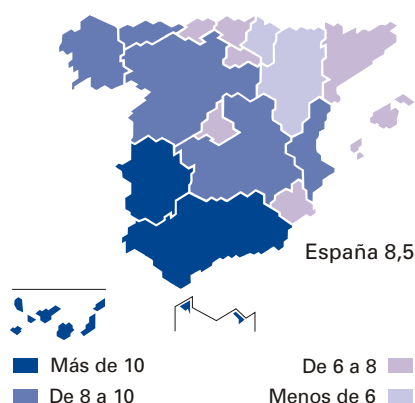 España 8,5
Más de 10
De 6 a 8
De 8 a 10
Menos de 6